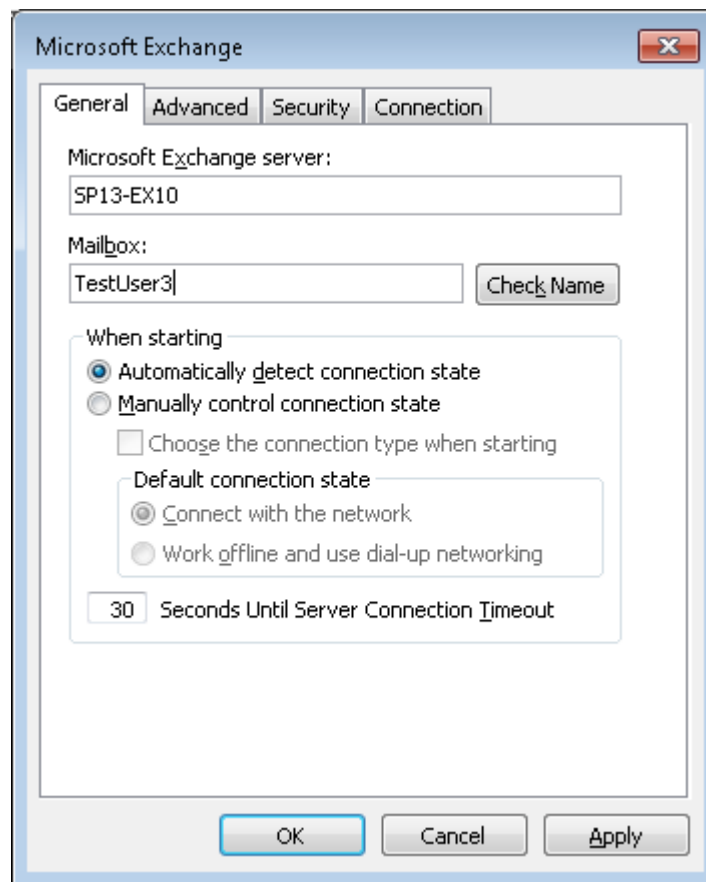 Microsoft Exchange
General Advanced Security Connection
Microsoft Exchange server:
SP13-EX10
Mailbox:
TestUser3
Check Name
When starting
Automatically detect connection state
Manually control connection state
Choose the connection type when starting
Default connection state
Connect with the network
Work offline and use dial-up networking
30 Seconds Until Server Connection Timeout
OK Cancel Apply